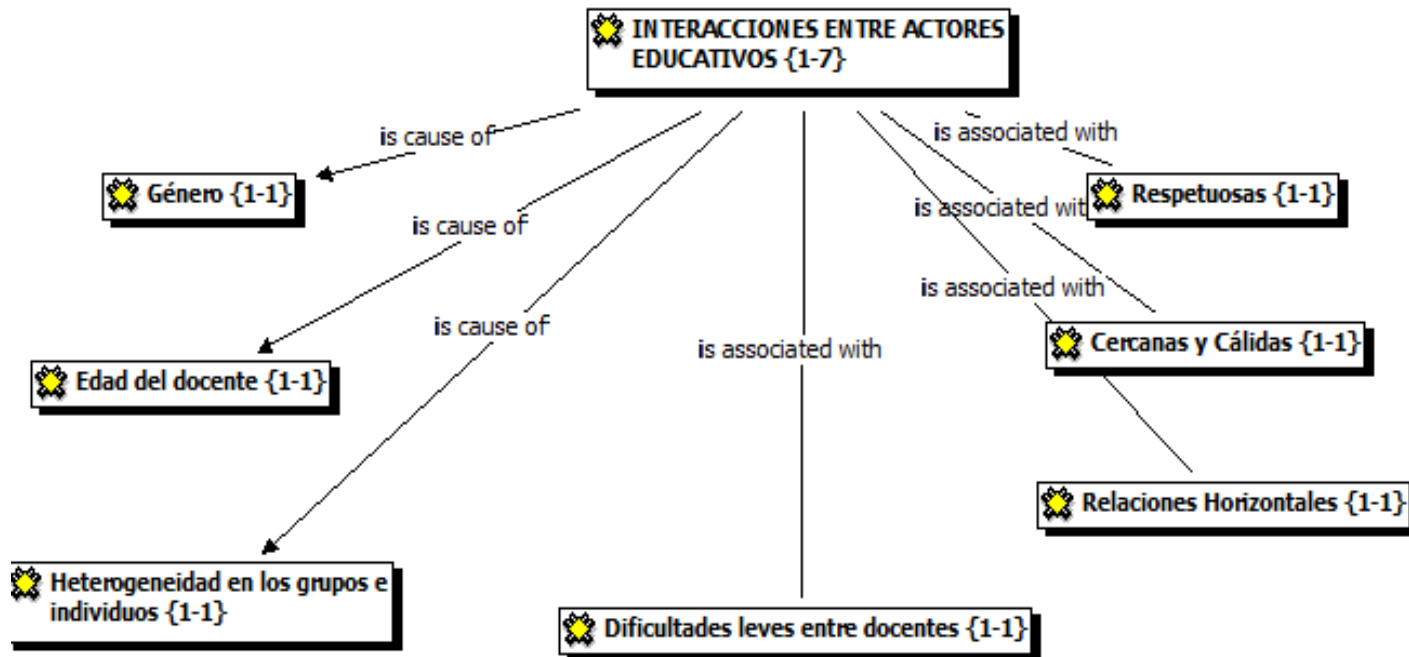 INTERACCIONES ENTRE ACTORES
EDUCATIVOS {1-7}
is cause of
is associated with
Género {1-1}
Respetuosas {1-1}
is cause of
is associated with
is cause of
is associated with
is associated with
Cercanas y Cálidas {1-1}
Edad del docente {1-1}
Relaciones Horizontales {1-1}
Heterogeneidad en los grupos e
individuos {1-1}
Dificultades leves entre docentes {1-1}